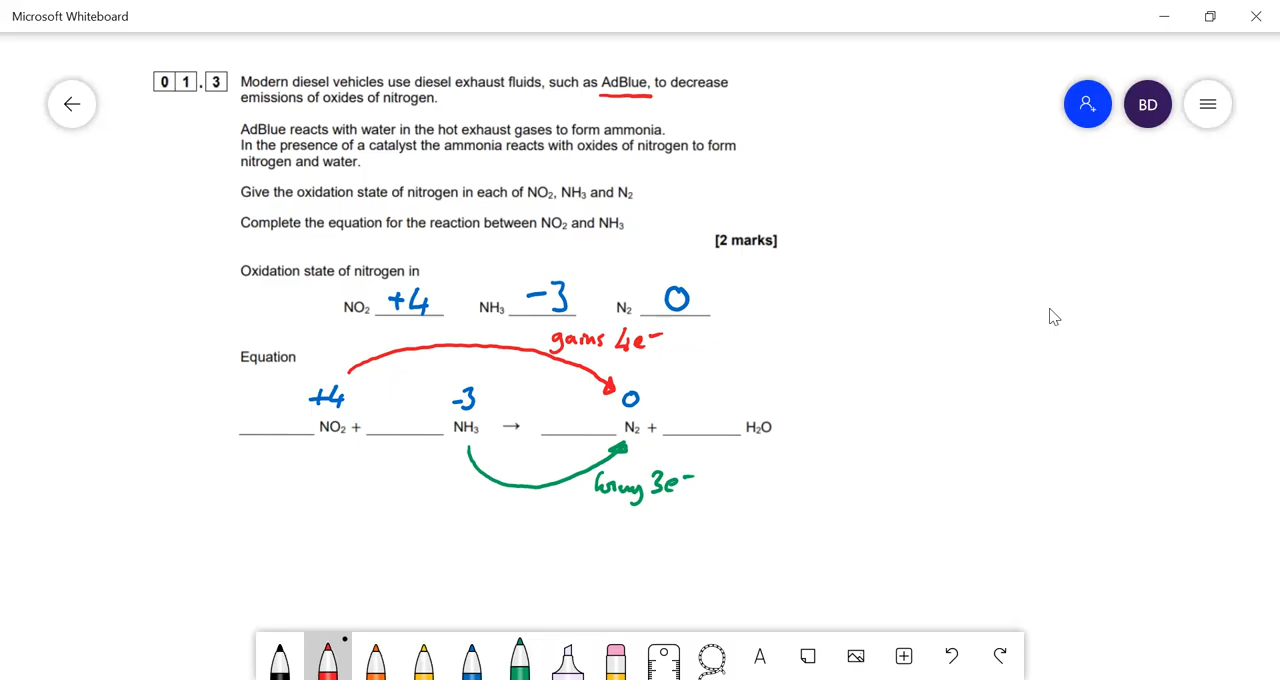 Microsoft Whiteboard
0 1 . 3 Modern diesel vehicles use diesel exhaust fluids, such as AdBlue, to decrease
emissions of oxides of nitrogen.
BD
AdBlue reacts with water in the hot exhaust gases to form ammonia.
In the presence of a catalyst the ammonia reacts with oxides of nitrogen to form
nitrogen and water.
Give the oxidation state of nitrogen in each of NO₂, NH₃ and N₂
Complete the equation for the reaction between NO₂ and NH₃
[2 marks]
Oxidation state of nitrogen in
NO₂ +4 NH₃ -3 N₂ 0
gains 4e⁻
Equation
+4 -3 0
NO₂ + NH₃ → N₂ + H₂O
losing 3e⁻
A